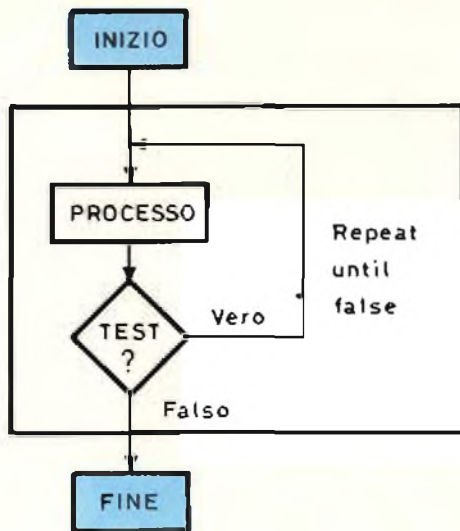 INIZIO
PROCESSO
TEST
?
Vero
Repeat
until
false
Falso
FINE